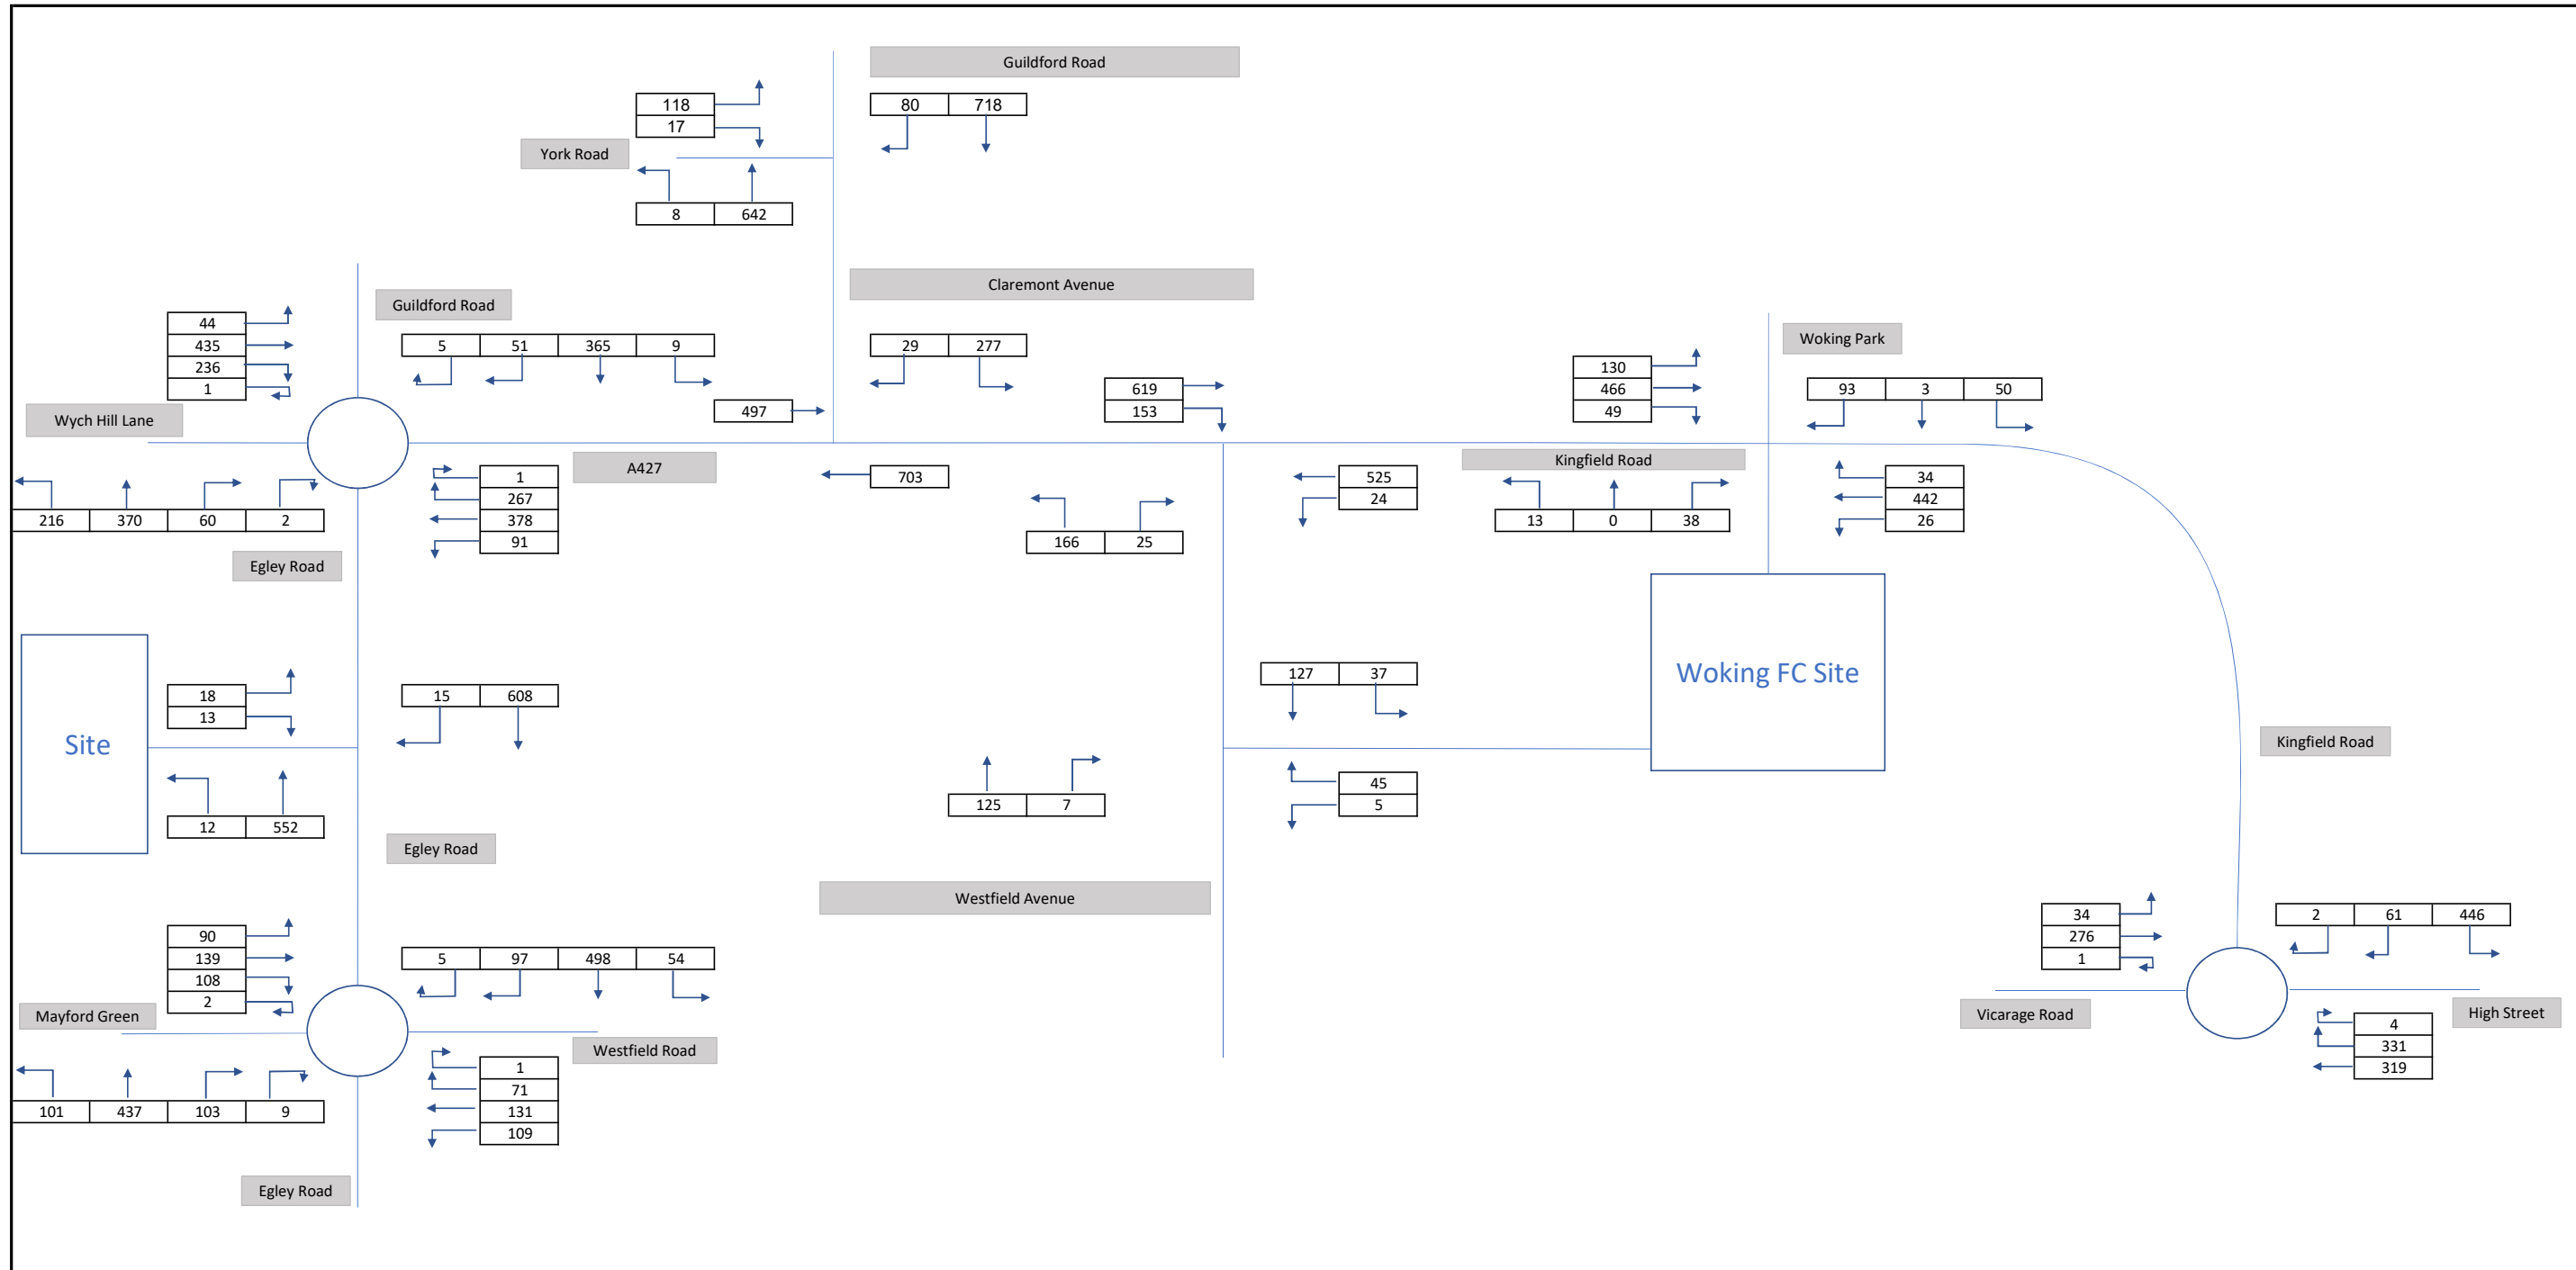 Guildford Road
118
17
80 718
York Road
8 642
Claremont Avenue
Guildford Road
44
435
236
1
5 51 365 9
29 277
Woking Park
130
466
49
93 3 50
619
153
497
Wych Hill Lane
A427
Kingfield Road
1
267
378
91
703
525
24
34
442
26
216 370 60 2
13 0 38
166 25
Egley Road
Site
18
13
15 608
127 37
Woking FC Site
Kingfield Road
45
5
125 7
12 552
Egley Road
Westfield Avenue
90
139
108
2
5 97 498 54
34
276
1
2 61 446
Mayford Green
Vicarage Road
High Street
Westfield Road
4
331
319
1
71
131
109
101 437 103 9
Egley Road